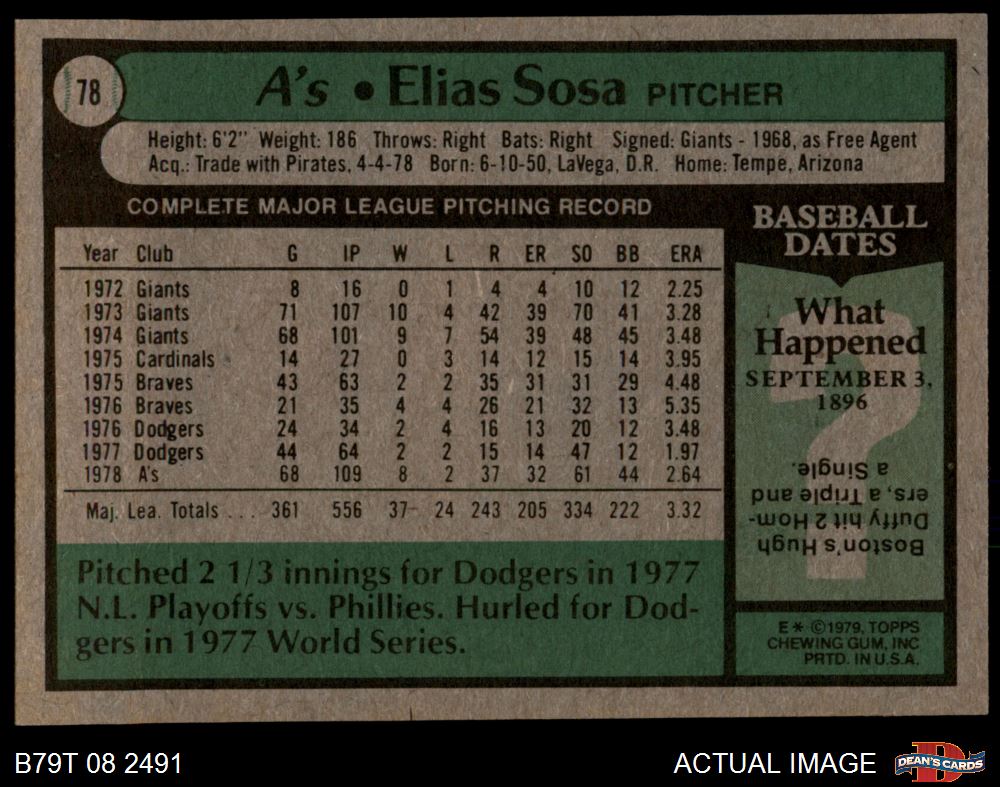 78
A's • Elias Sosa PITCHER
Height: 6'2" Weight: 186 Throws: Right Bats: Right Signed: Giants - 1968, as Free Agent
Acq.: Trade with Pirates, 4-4-78 Born: 6-10-50, LaVega, D.R. Home: Tempe, Arizona
COMPLETE MAJOR LEAGUE PITCHING RECORD
Year Club G IP W L R ER SO BB ERA
1972 Giants 8 16 0 1 4 4 10 12 2.25
1973 Giants 71 107 10 4 42 39 70 41 3.28
1974 Giants 68 101 9 7 54 39 48 45 3.48
1975 Cardinals 14 27 0 3 14 12 15 14 3.95
1975 Braves 43 63 2 2 35 31 31 29 4.48
1976 Braves 21 35 4 4 26 21 32 13 5.35
1976 Dodgers 24 34 2 4 16 13 20 12 3.48
1977 Dodgers 44 64 2 2 15 14 47 12 1.97
1978 A's 68 109 8 2 37 32 61 44 2.64
Maj. Lea. Totals ... 361 556 37 24 243 205 334 222 3.32
Pitched 2 1/3 innings for Dodgers in 1977
N.L. Playoffs vs. Phillies. Hurled for Dod-
gers in 1977 World Series.
BASEBALL
DATES
What
Happened
SEPTEMBER 3,
1896
?
Boston's Hugh
Duffy hit 2 Hom-
ers, a Triple and
a Single.
E * ©1979, TOPPS
CHEWING GUM, INC
PRTD. IN U.S.A.
B79T 08 2491
ACTUAL IMAGE
B
DEAN'S CARDS